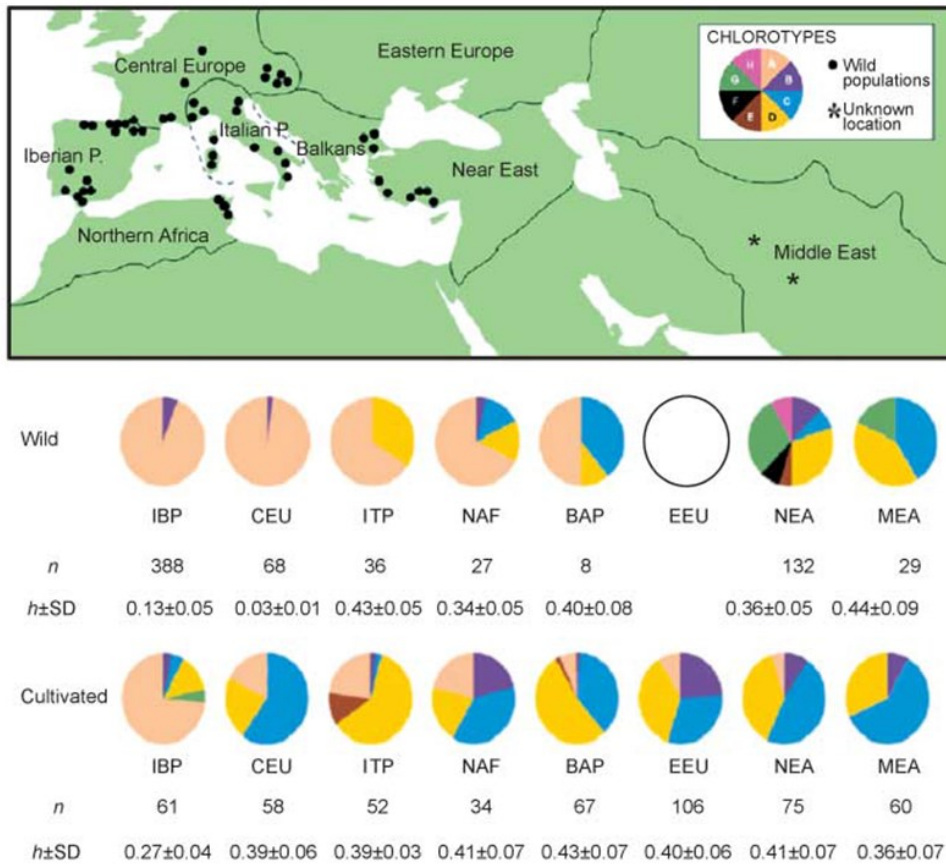 CHLOROTYPES
H A
G B
F C
E D
Wild
populations
Unknown
location
Eastern Europe
Central Europe
Italian P.
Balkans
Iberian P.
Near East
Northern Africa
Middle East
Wild
IBP CEU ITP NAF BAP EEU NEA MEA
n 388 68 36 27 8 132 29
h±SD 0.13±0.05 0.03±0.01 0.43±0.05 0.34±0.05 0.40±0.08 0.36±0.05 0.44±0.09
Cultivated
IBP CEU ITP NAF BAP EEU NEA MEA
n 61 58 52 34 67 106 75 60
h±SD 0.27±0.04 0.39±0.06 0.39±0.03 0.41±0.07 0.43±0.07 0.40±0.06 0.41±0.07 0.36±0.07